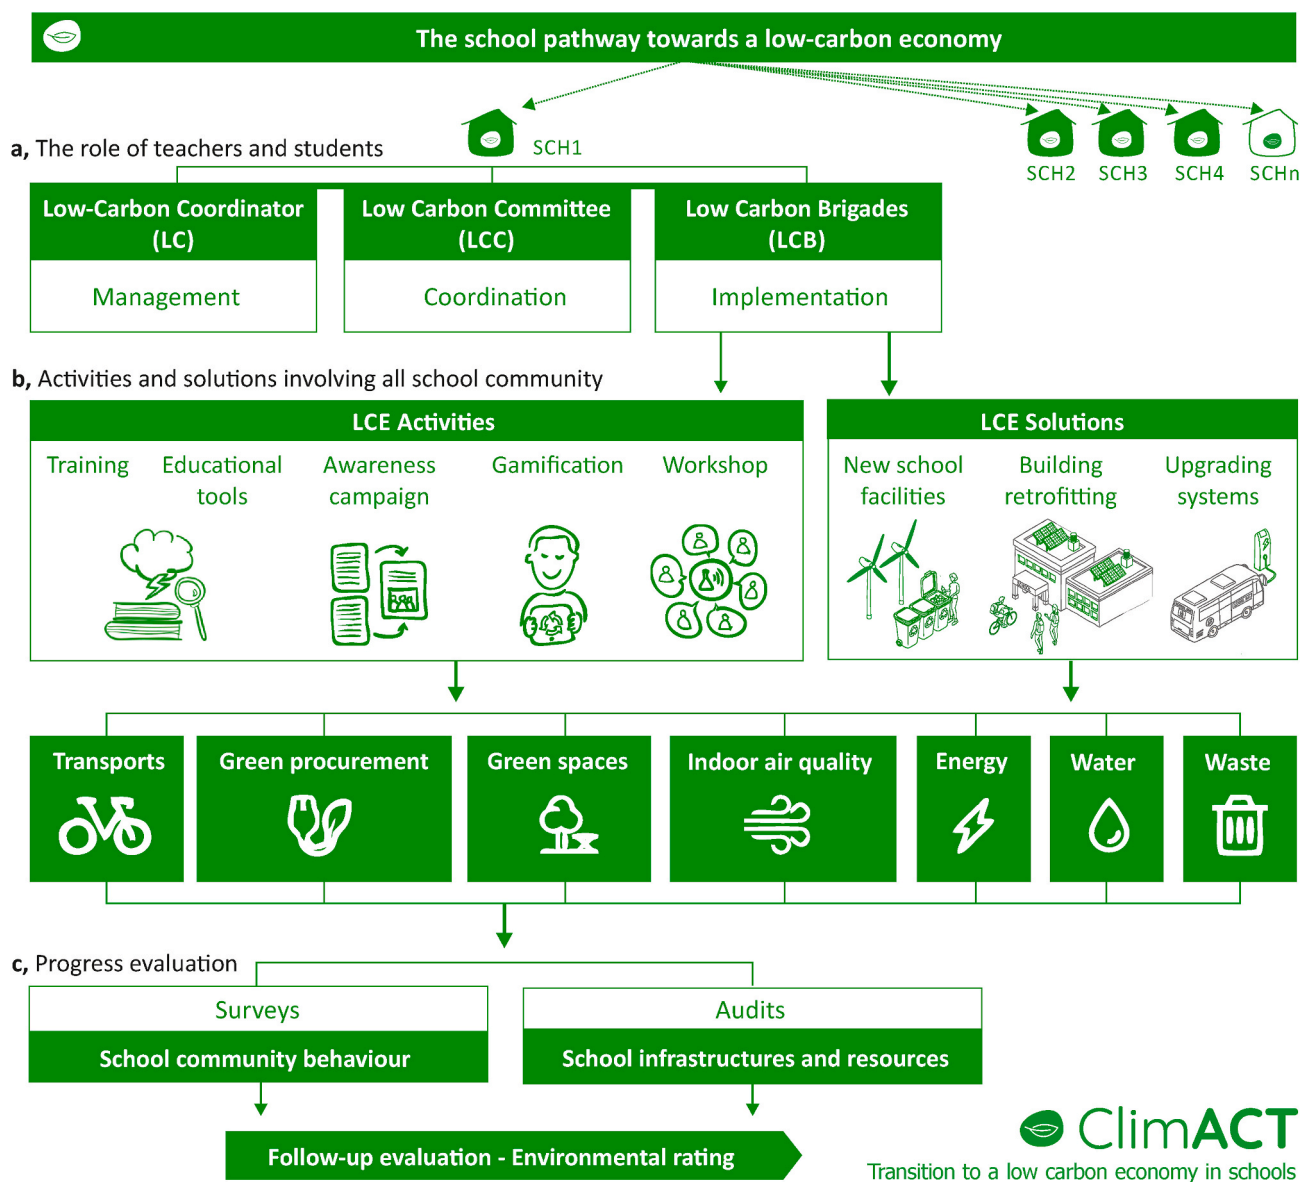 The school pathway towards a low-carbon economy
SCH1
SCH2 SCH3 SCH4 SCHn
a, The role of teachers and students
Low-Carbon Coordinator
(LC)
Management
Low Carbon Committee
(LCC)
Coordination
Low Carbon Brigades
(LCB)
Implementation
b, Activities and solutions involving all school community
LCE Activities
Training
Educational
tools
Awareness
campaign
Gamification
Workshop
LCE Solutions
New school
facilities
Building
retrofitting
Upgrading
systems
Transports
Green procurement
Green spaces
Indoor air quality
Energy
Water
Waste
c, Progress evaluation
Surveys
School community behaviour
Audits
School infrastructures and resources
Follow-up evaluation - Environmental rating
ClimACT
Transition to a low carbon economy in schools